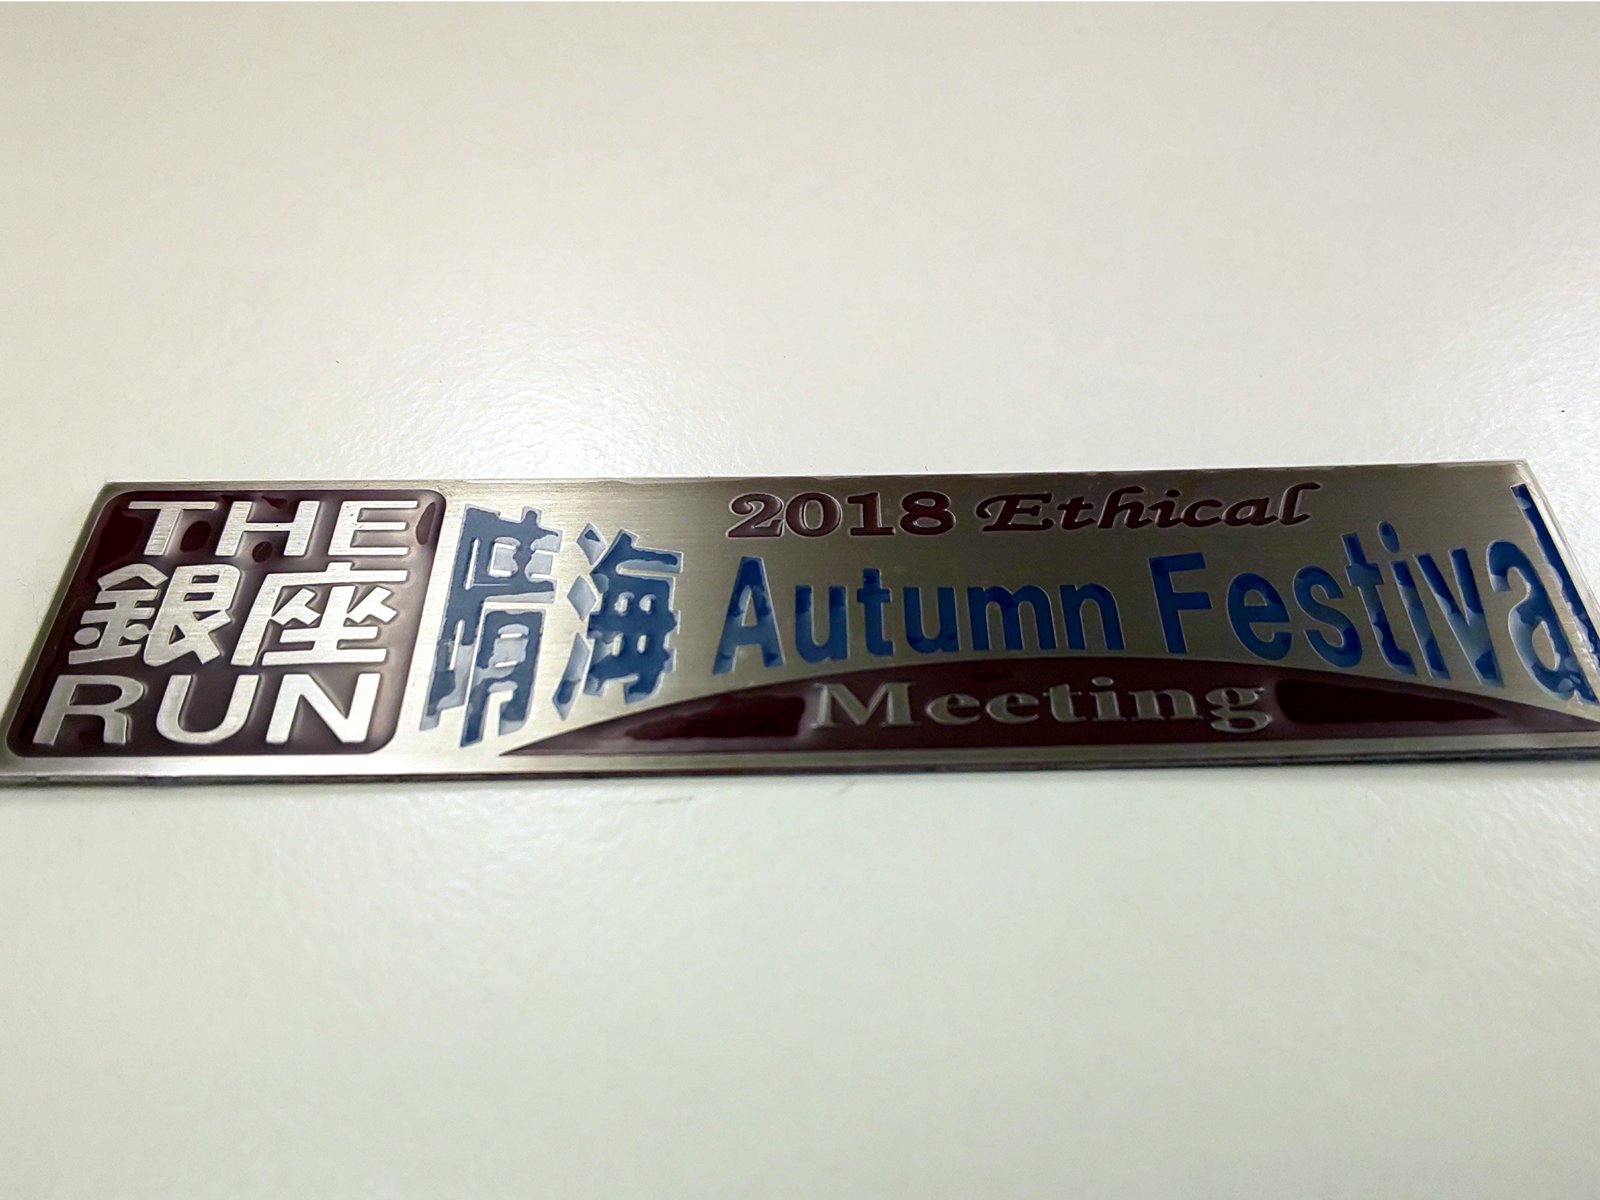 THE
銀座
RUN
2018 Ethical
晴海 Autumn Festival
Meeting